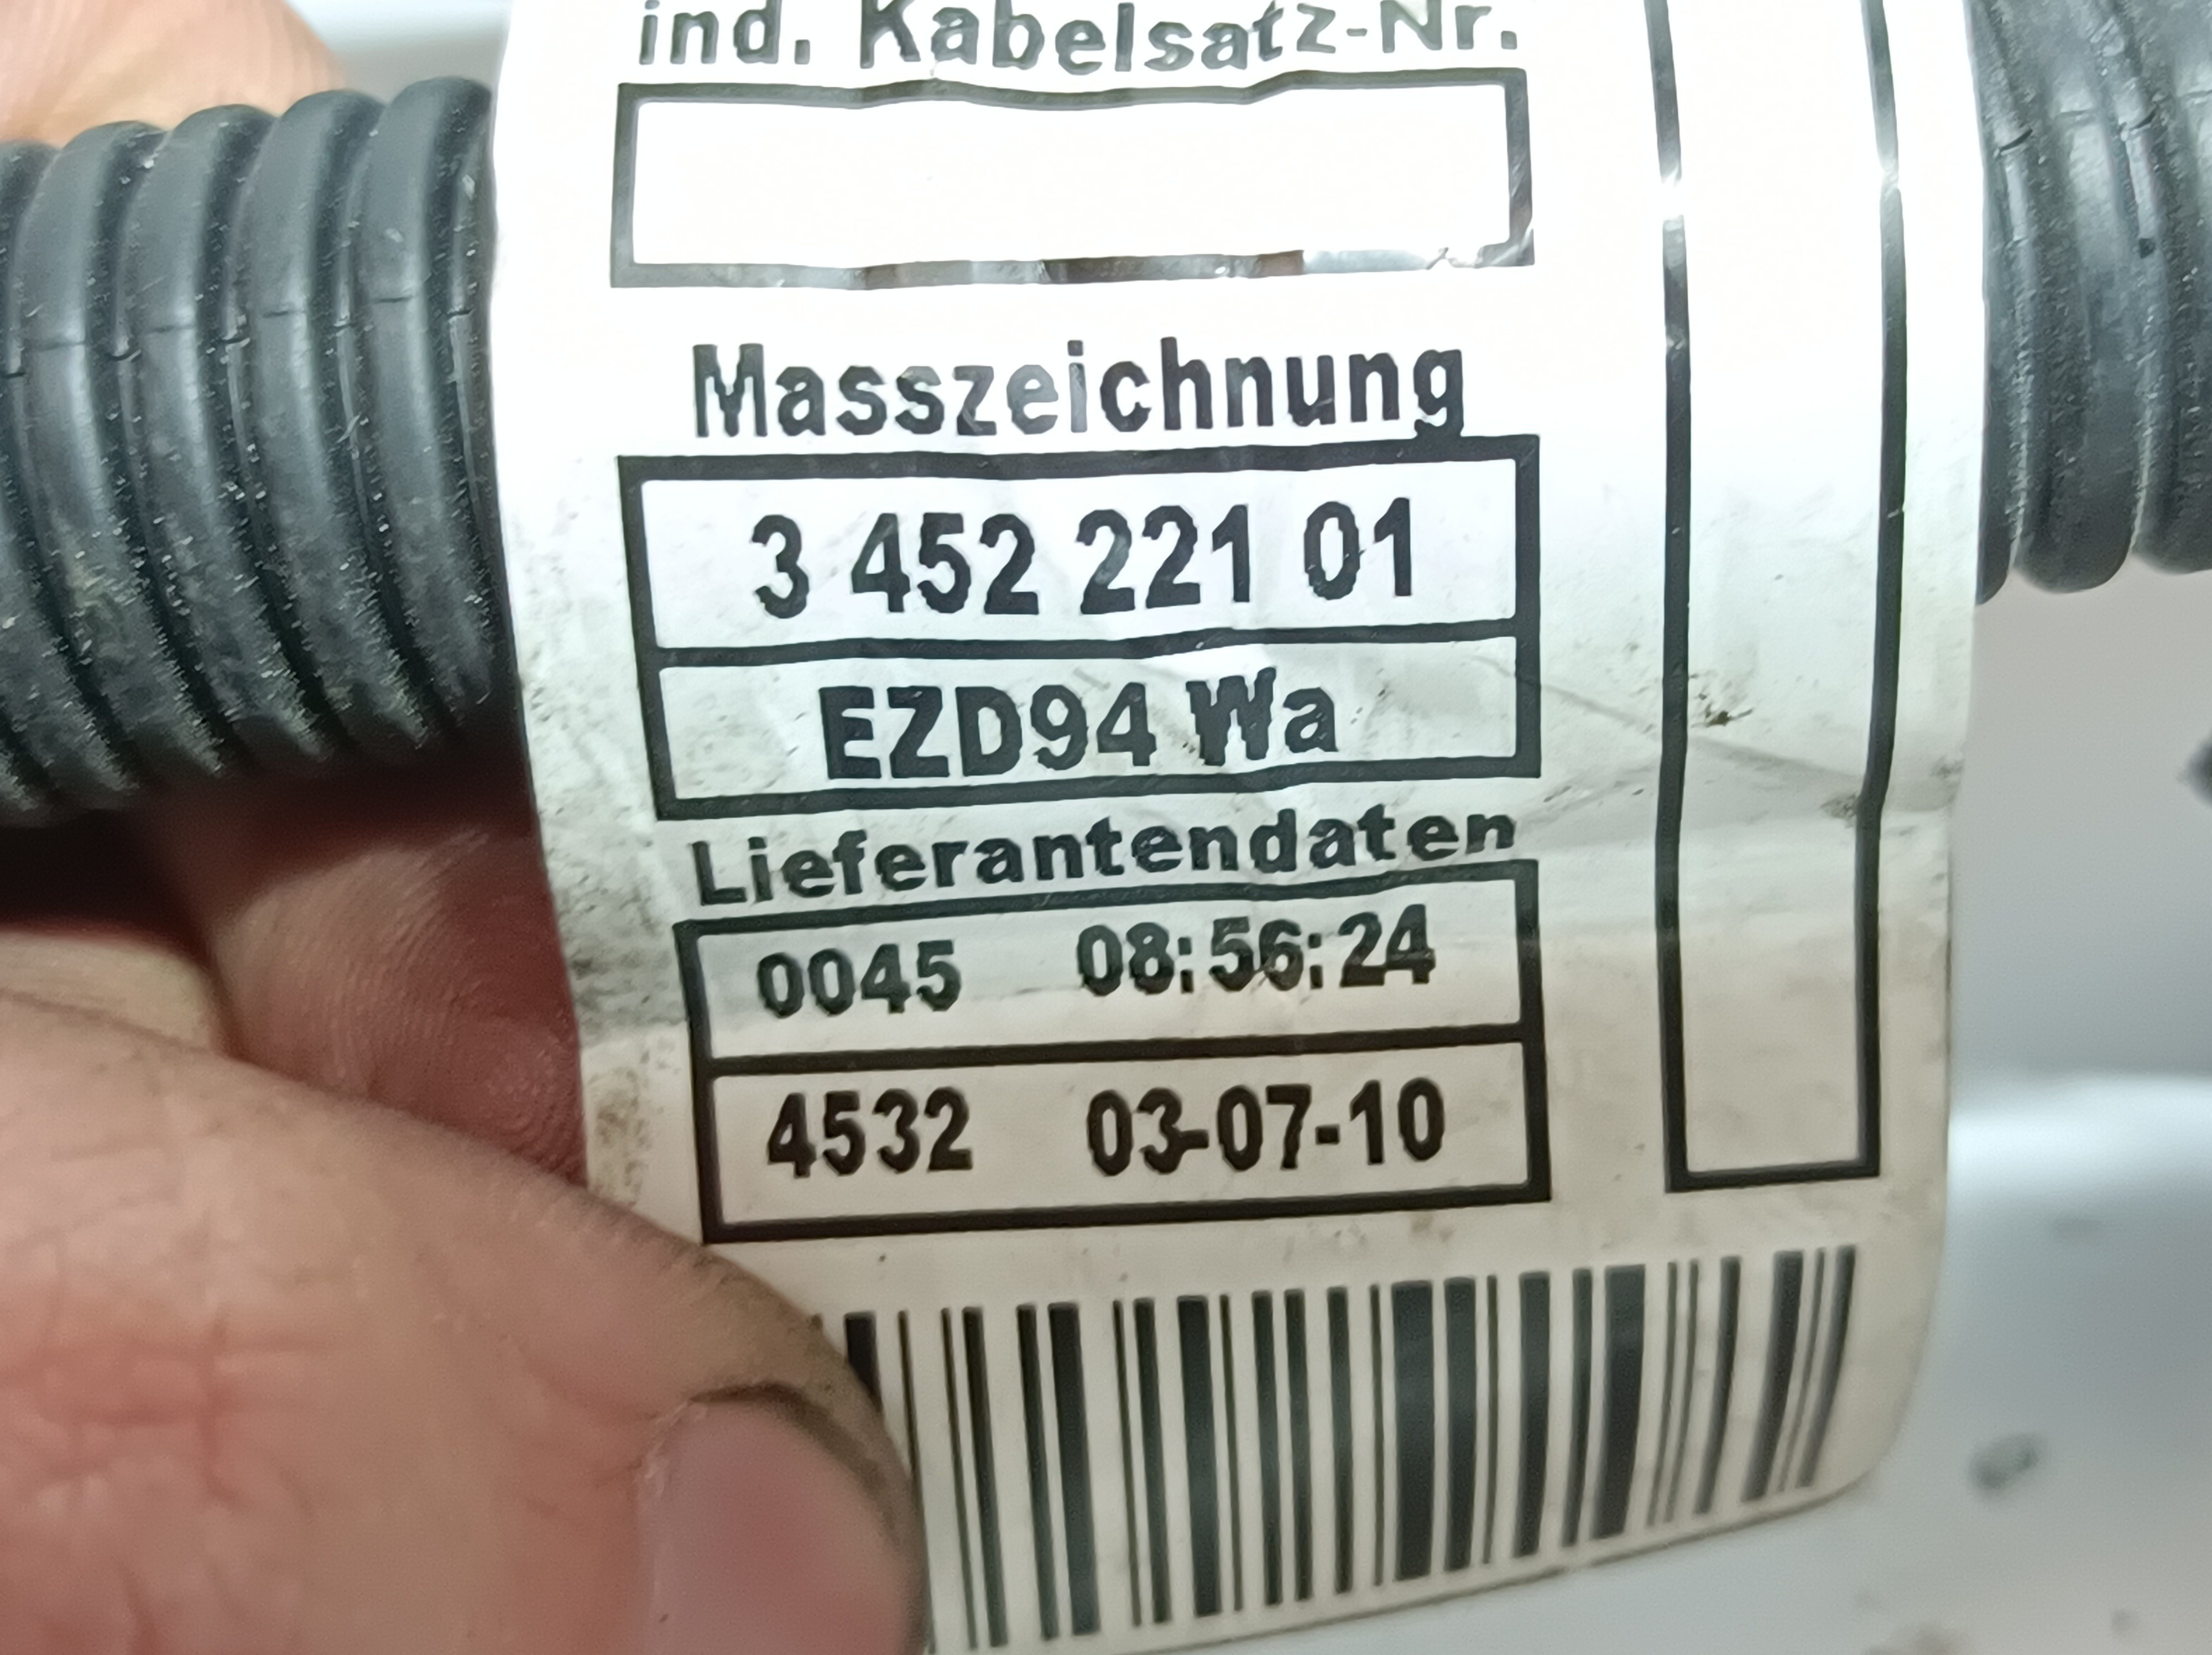 ind. Kabelsatz-Nr.
Masszeichnung
3 452 221 01
EZD94 Wa
Lieferantendaten
0045 08:56:24
4532 03-07-10